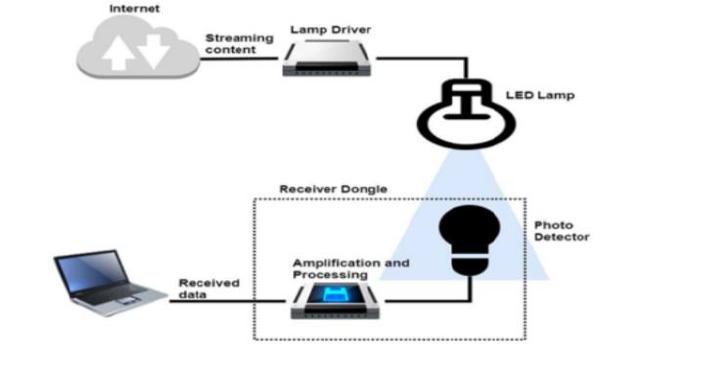 Internet
Streaming
content
Lamp Driver
LED Lamp
Receiver Dongle
Photo
Detector
Amplification and
Processing
Received
data